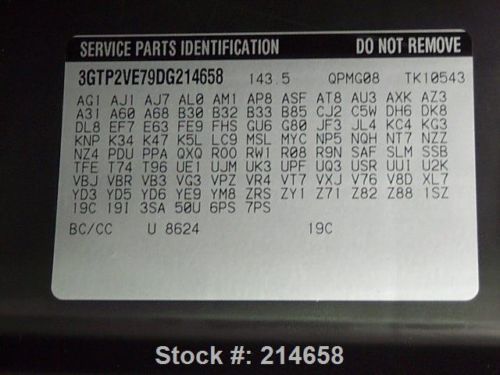 SERVICE PARTS IDENTIFICATION DO NOT REMOVE
3GTP2VE79DG214658 143.5 QPMG08 TK10543
AG1 AJ1 AJ7 AL0 AM1 AP8 ASF AT8 AU3 AXK AZ3
A31 A60 A68 B30 B32 B33 B85 CJ2 C5W DH6 DK8
DL8 EF7 E63 FE9 FHS GU6 G80 JF3 JL4 KC4 KG3
KNP K34 K47 K5L LC9 MSL MYC NP5 NQH NT7 NZZ
NZ4 PDU PPA QXQ R00 RW1 R08 R9N SAF SLM SSB
TFE T74 T96 UE1 UJM UK3 UPF UQ3 USR UUI U2K
VBJ VBR VB3 VG3 VPZ VR4 VT7 VXJ V76 V8D XL7
YD3 YD5 YD6 YE9 YM8 ZRS ZY1 Z71 Z82 Z88 1SZ
19C 19I 3SA 50U 6PS 7PS
BC/CC U 8624 19C
Stock #: 214658